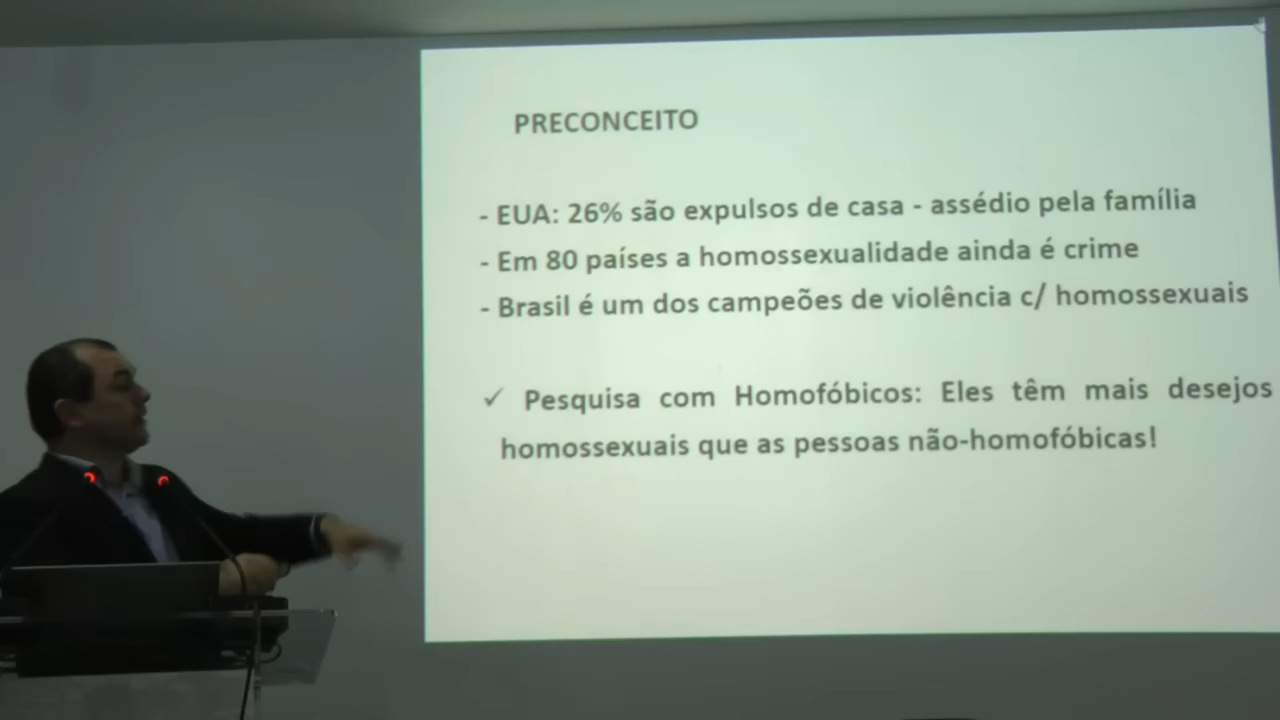 PRECONCEITO
- EUA: 26% são expulsos de casa - assédio pela família
- Em 80 países a homossexualidade ainda é crime
- Brasil é um dos campeões de violência c/ homossexuais
✓ Pesquisa com Homofóbicos: Eles têm mais desejos
homossexuais que as pessoas não-homofóbicas!